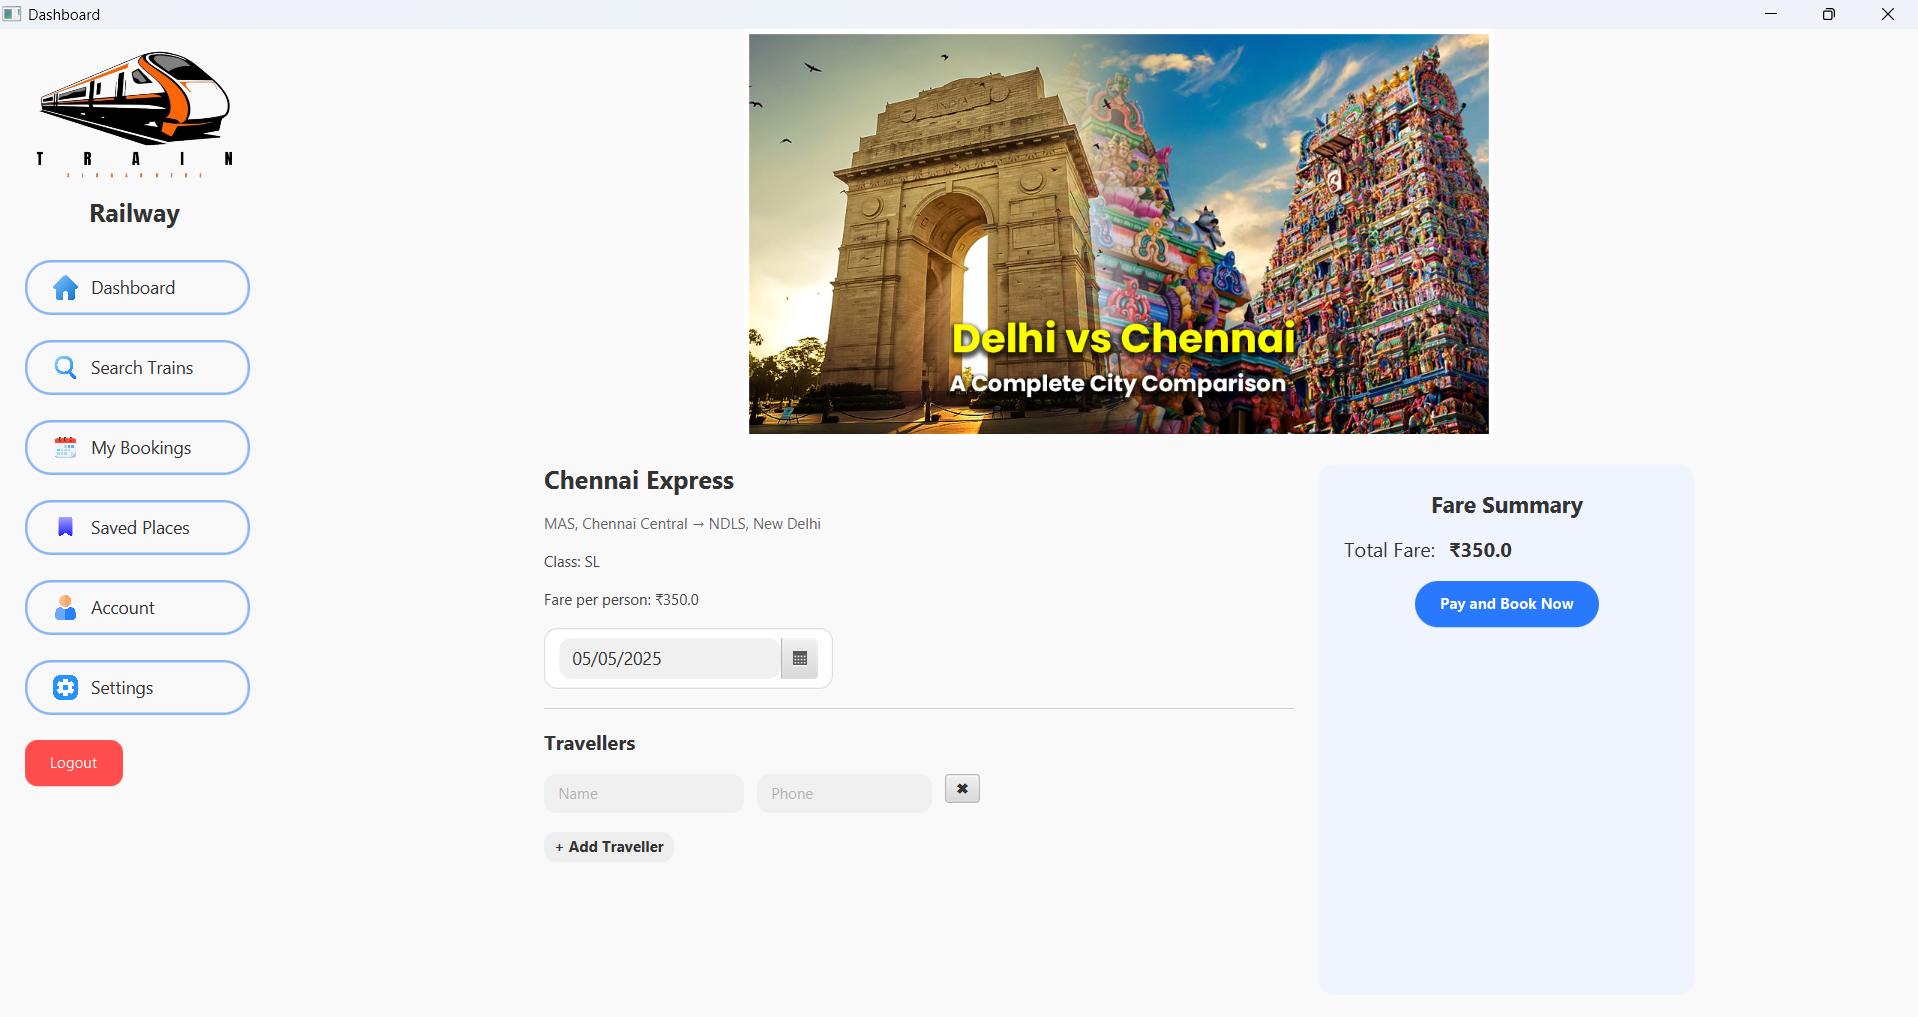 Dashboard
TRAIN
Railway
Dashboard
Search Trains
My Bookings
Saved Places
Account
Settings
Logout
INDIA
Delhi vs Chennai
A Complete City Comparison
Chennai Express
MAS, Chennai Central → NDLS, New Delhi
Class: SL
Fare per person: ₹350.0
05/05/2025
Travellers
Name
Phone
✖
+ Add Traveller
Fare Summary
Total Fare: ₹350.0
Pay and Book Now